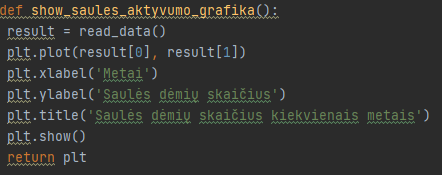 def show_saules_aktyvumo_grafika():
result = read_data()
plt.plot(result[0], result[1])
plt.xlabel('Metai')
plt.ylabel('Saulės dėmių skaičius')
plt.title('Saulės dėmių skaičius kiekvienais metais')
plt.show()
return plt